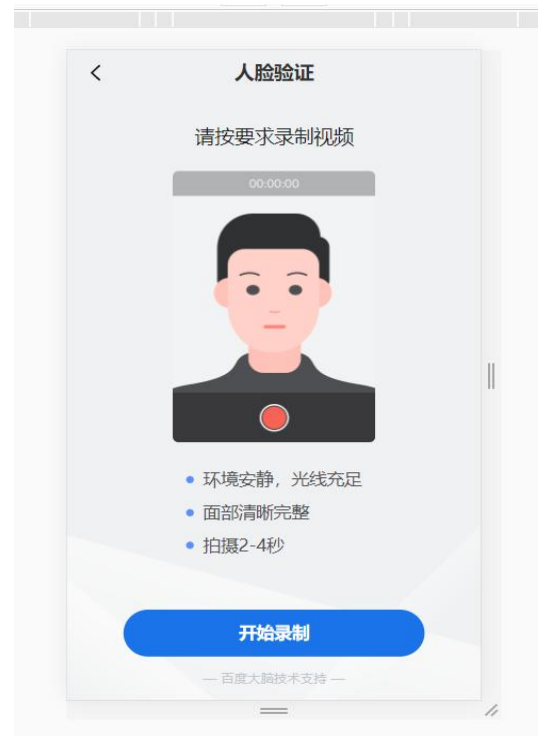 人脸验证
请按要求录制视频
00:00:00
环境安静，光线充足
面部清晰完整
拍摄2-4秒
开始录制
— 百度大脑技术支持 —